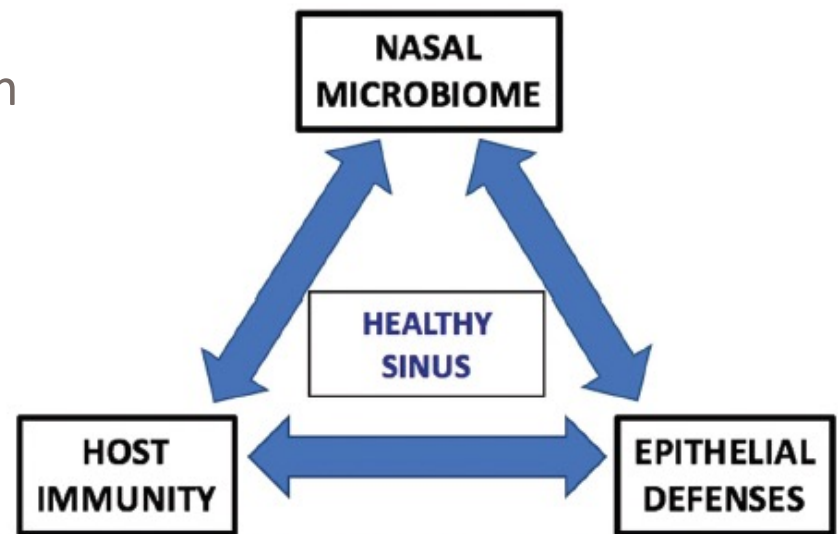 NASAL
MICROBIOME
HEALTHY
SINUS
HOST
IMMUNITY
EPITHELIAL
DEFENSES